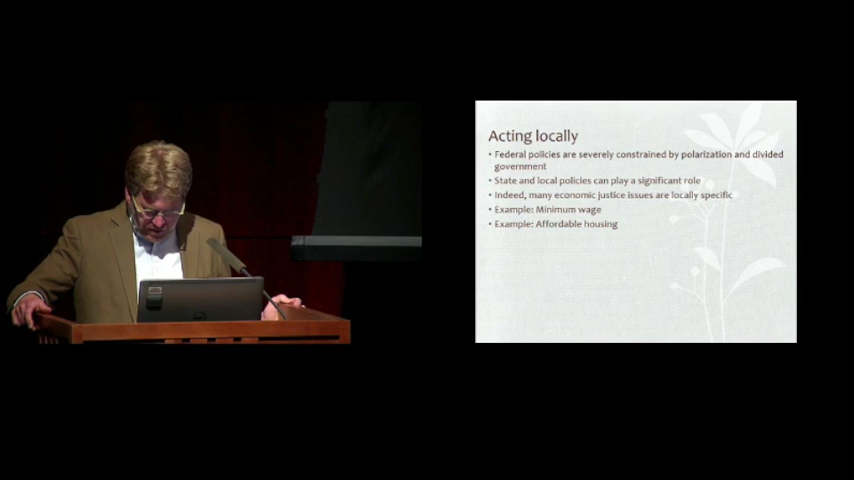 Acting locally
• Federal policies are severely constrained by polarization and divided
government
• State and local policies can play a significant role
• Indeed, many economic justice issues are locally specific
• Example: Minimum wage
• Example: Affordable housing